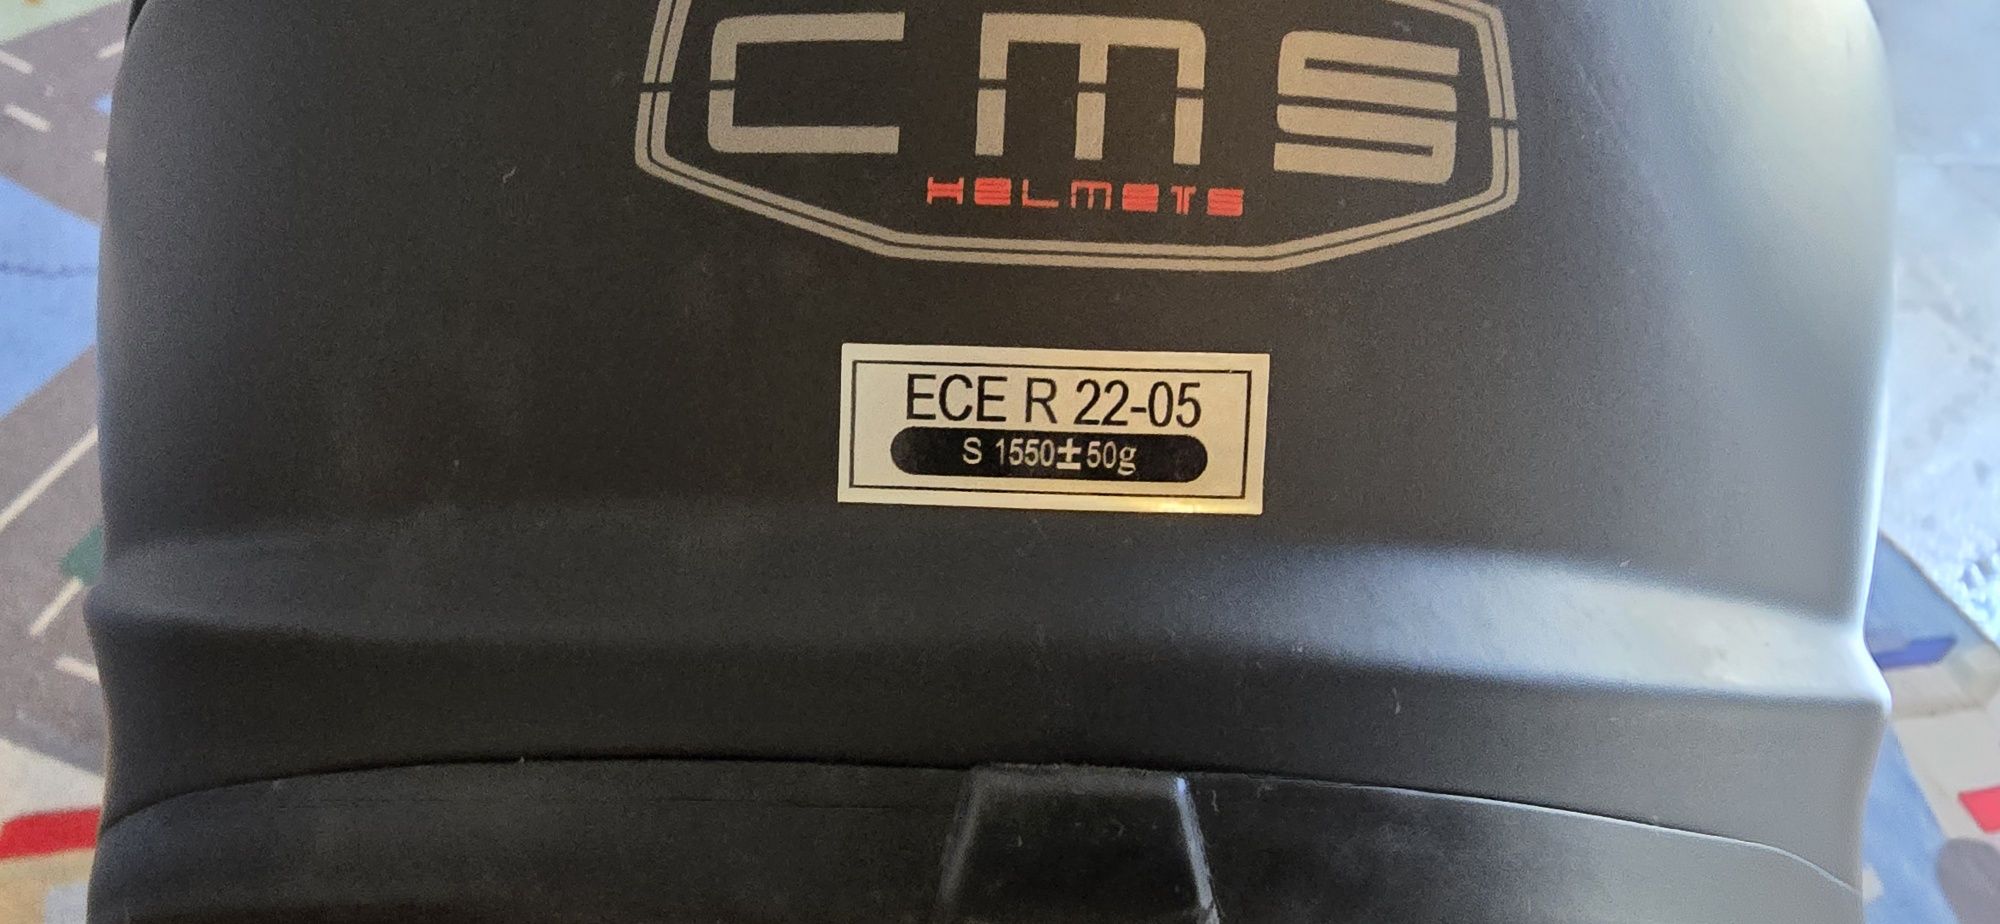 CMS
HELMETS
ECE R 22-05
S 1550±50g